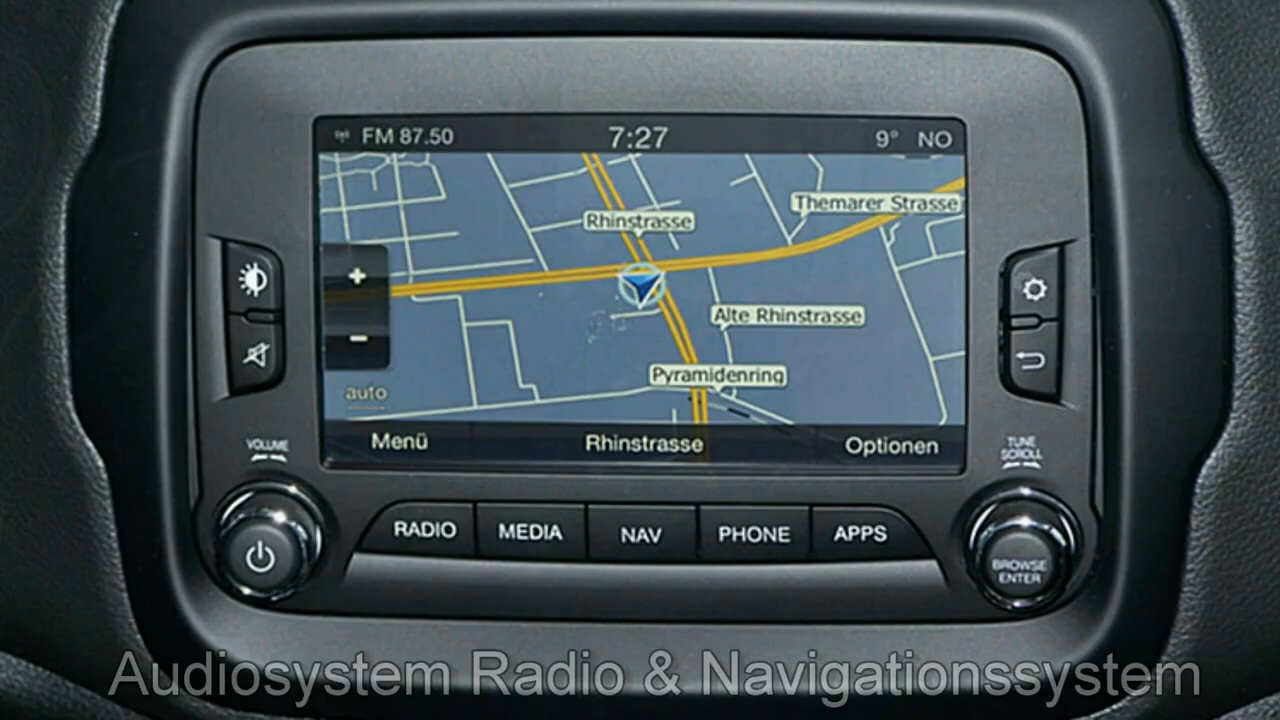 FM 87.50 7:27 9° NO
Themarer Strasse
Rhinstrasse
+
Alte Rhinstrasse
−
Pyramidenring
auto
Menü Rhinstrasse Optionen
VOLUME
TUNE
SCROLL
RADIO MEDIA NAV PHONE APPS
BROWSE
ENTER
Audiosystem Radio & Navigationssystem